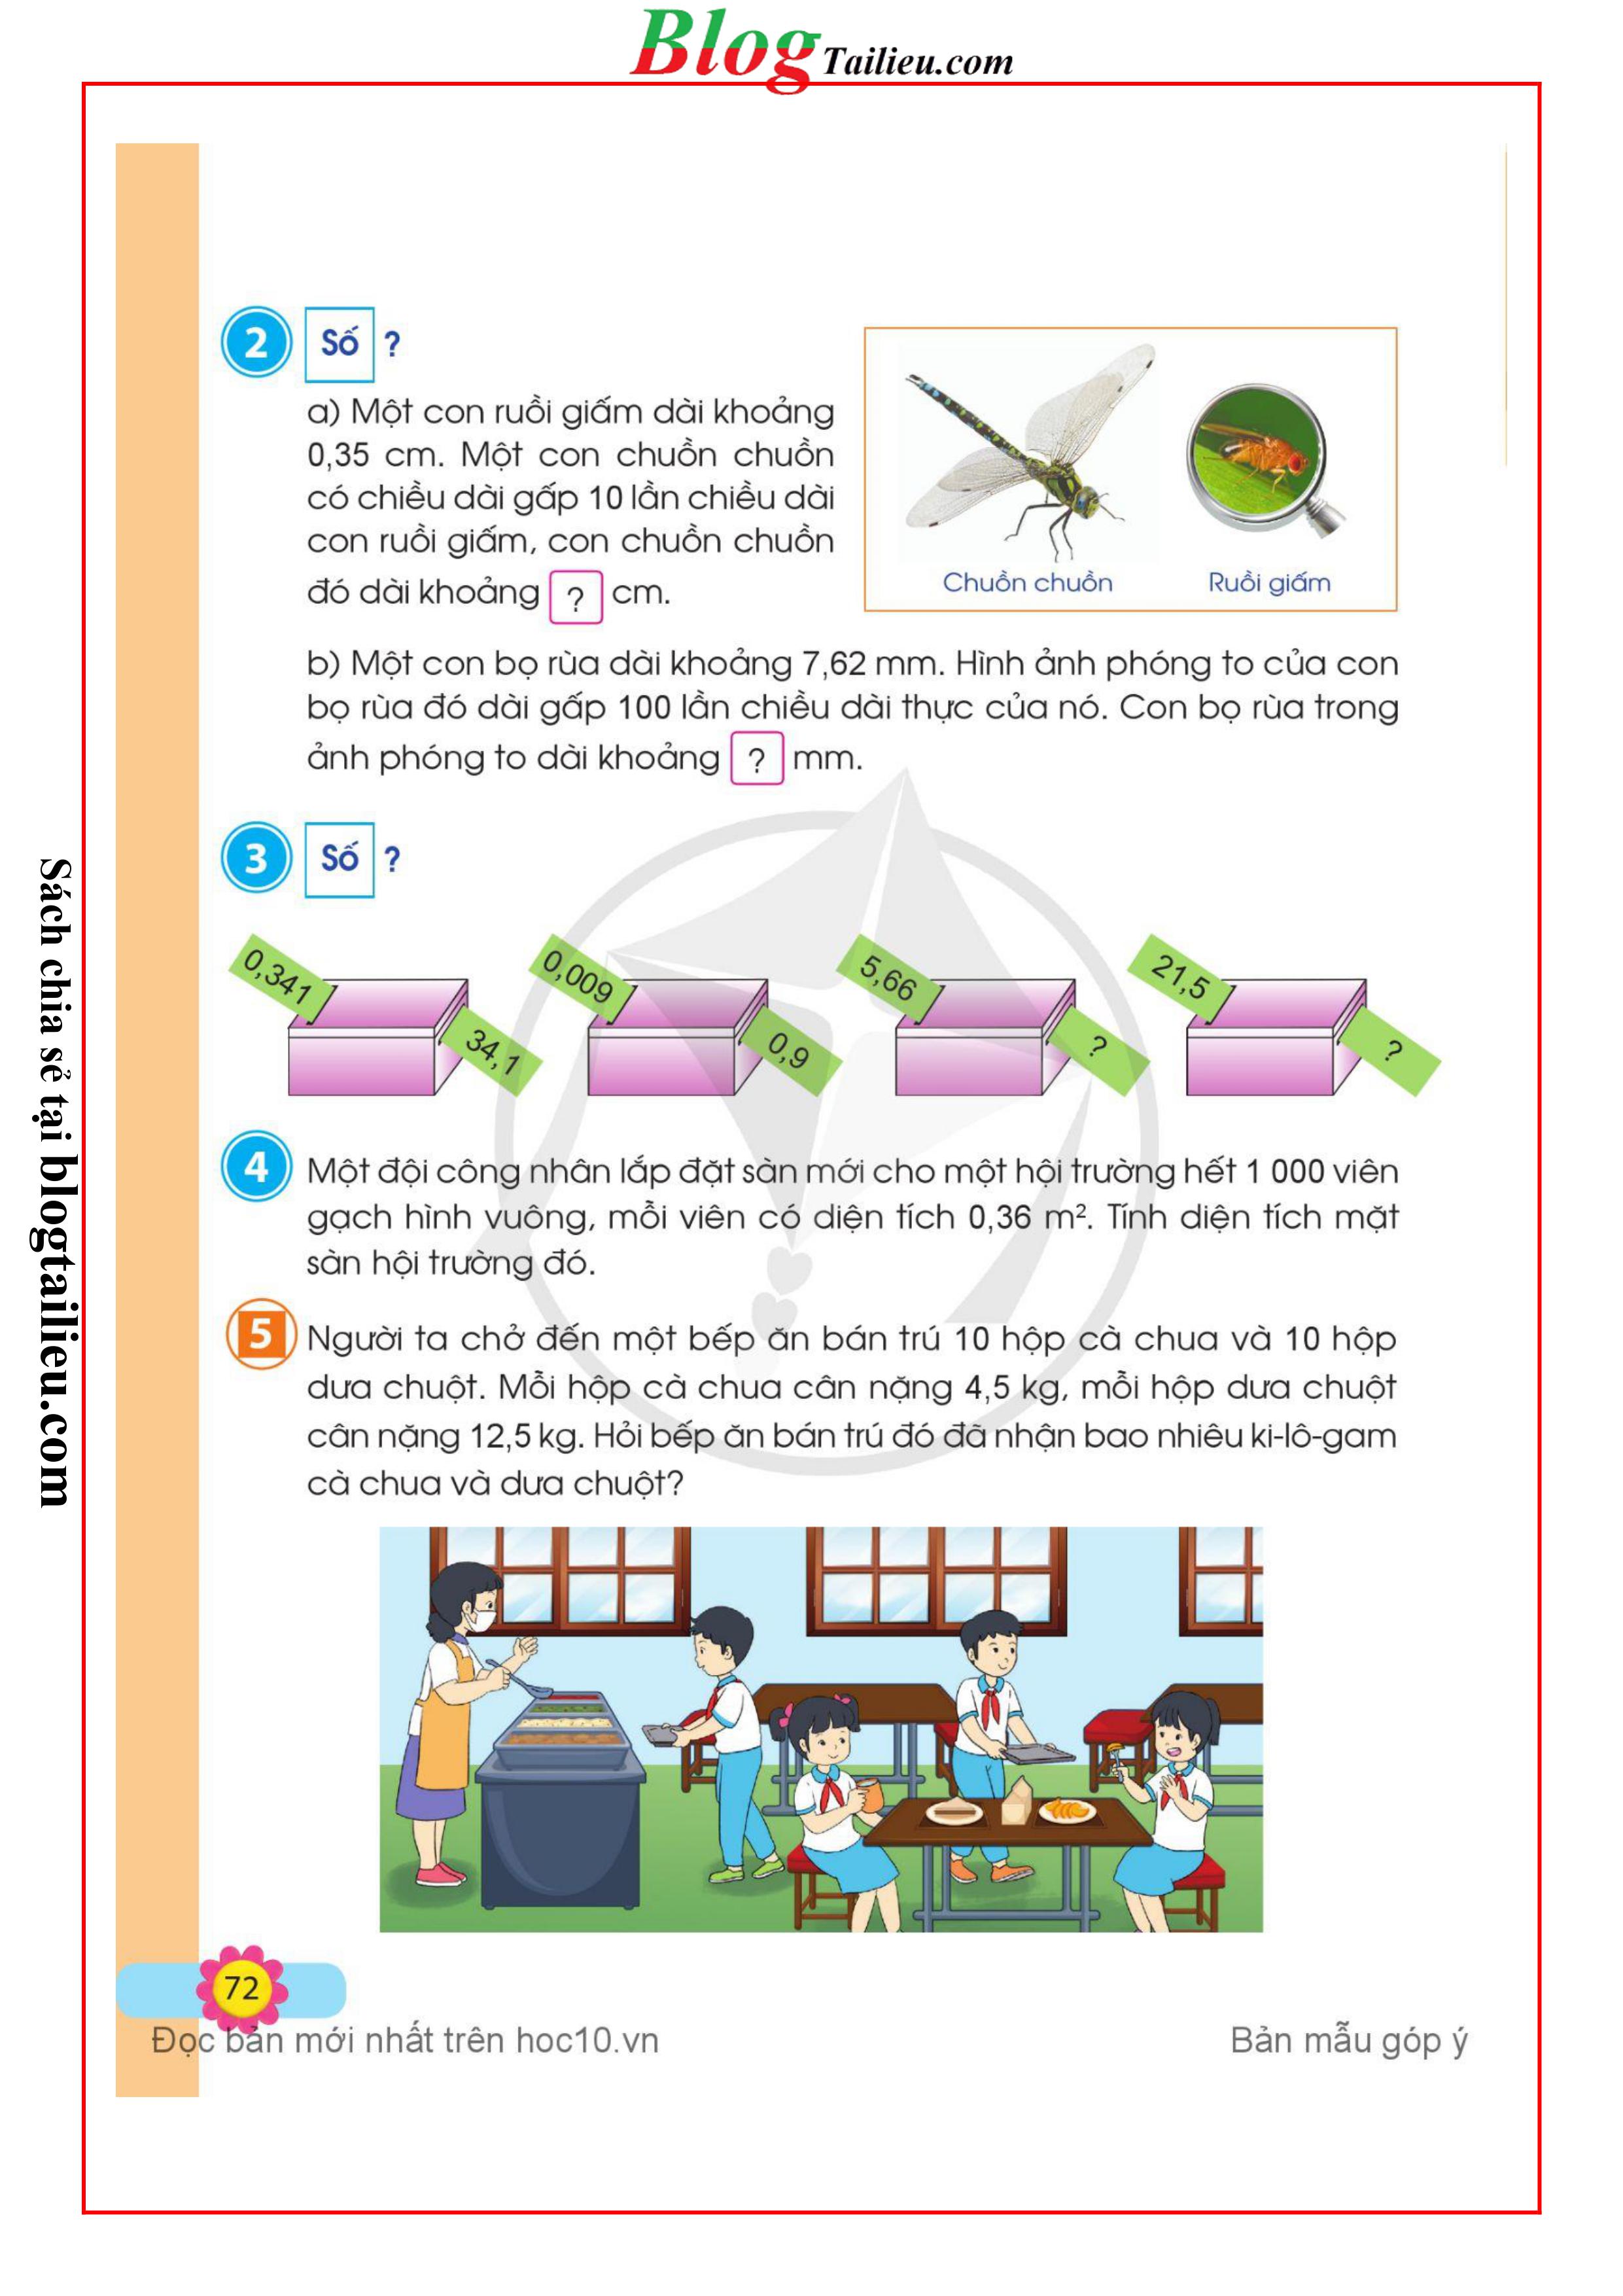 Blog Tailieu.com
2 Số ?
a) Một con ruồi giấm dài khoảng
0,35 cm. Một con chuồn chuồn
có chiều dài gấp 10 lần chiều dài
con ruồi giấm, con chuồn chuồn
đó dài khoảng ? cm.
Chuồn chuồn Ruồi giấm
b) Một con bọ rùa dài khoảng 7,62 mm. Hình ảnh phóng to của con
bọ rùa đó dài gấp 100 lần chiều dài thực của nó. Con bọ rùa trong
ảnh phóng to dài khoảng ? mm.
3 Số ?
0,341 0,009 5,66 21,5
34,1 0,9 ? ?
4 Một đội công nhân lắp đặt sàn mới cho một hội trường hết 1 000 viên
gạch hình vuông, mỗi viên có diện tích 0,36 m². Tính diện tích mặt
sàn hội trường đó.
5 Người ta chở đến một bếp ăn bán trú 10 hộp cà chua và 10 hộp
dưa chuột. Mỗi hộp cà chua cân nặng 4,5 kg, mỗi hộp dưa chuột
cân nặng 12,5 kg. Hỏi bếp ăn bán trú đó đã nhận bao nhiêu ki-lô-gam
cà chua và dưa chuột?
72
Đọc bản mới nhất trên hoc10.vn Bản mẫu góp ý
Sách chia sẻ tại blogtailieu.com